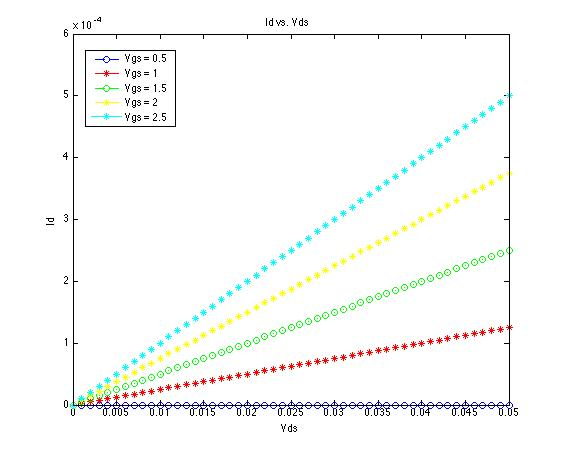 Id vs. Vds
x 10^-4
6
5
4
3
2
1
0
Id
Vgs = 0.5
Vgs = 1
Vgs = 1.5
Vgs = 2
Vgs = 2.5
0 0.005 0.01 0.015 0.02 0.025 0.03 0.035 0.04 0.045 0.05
Vds